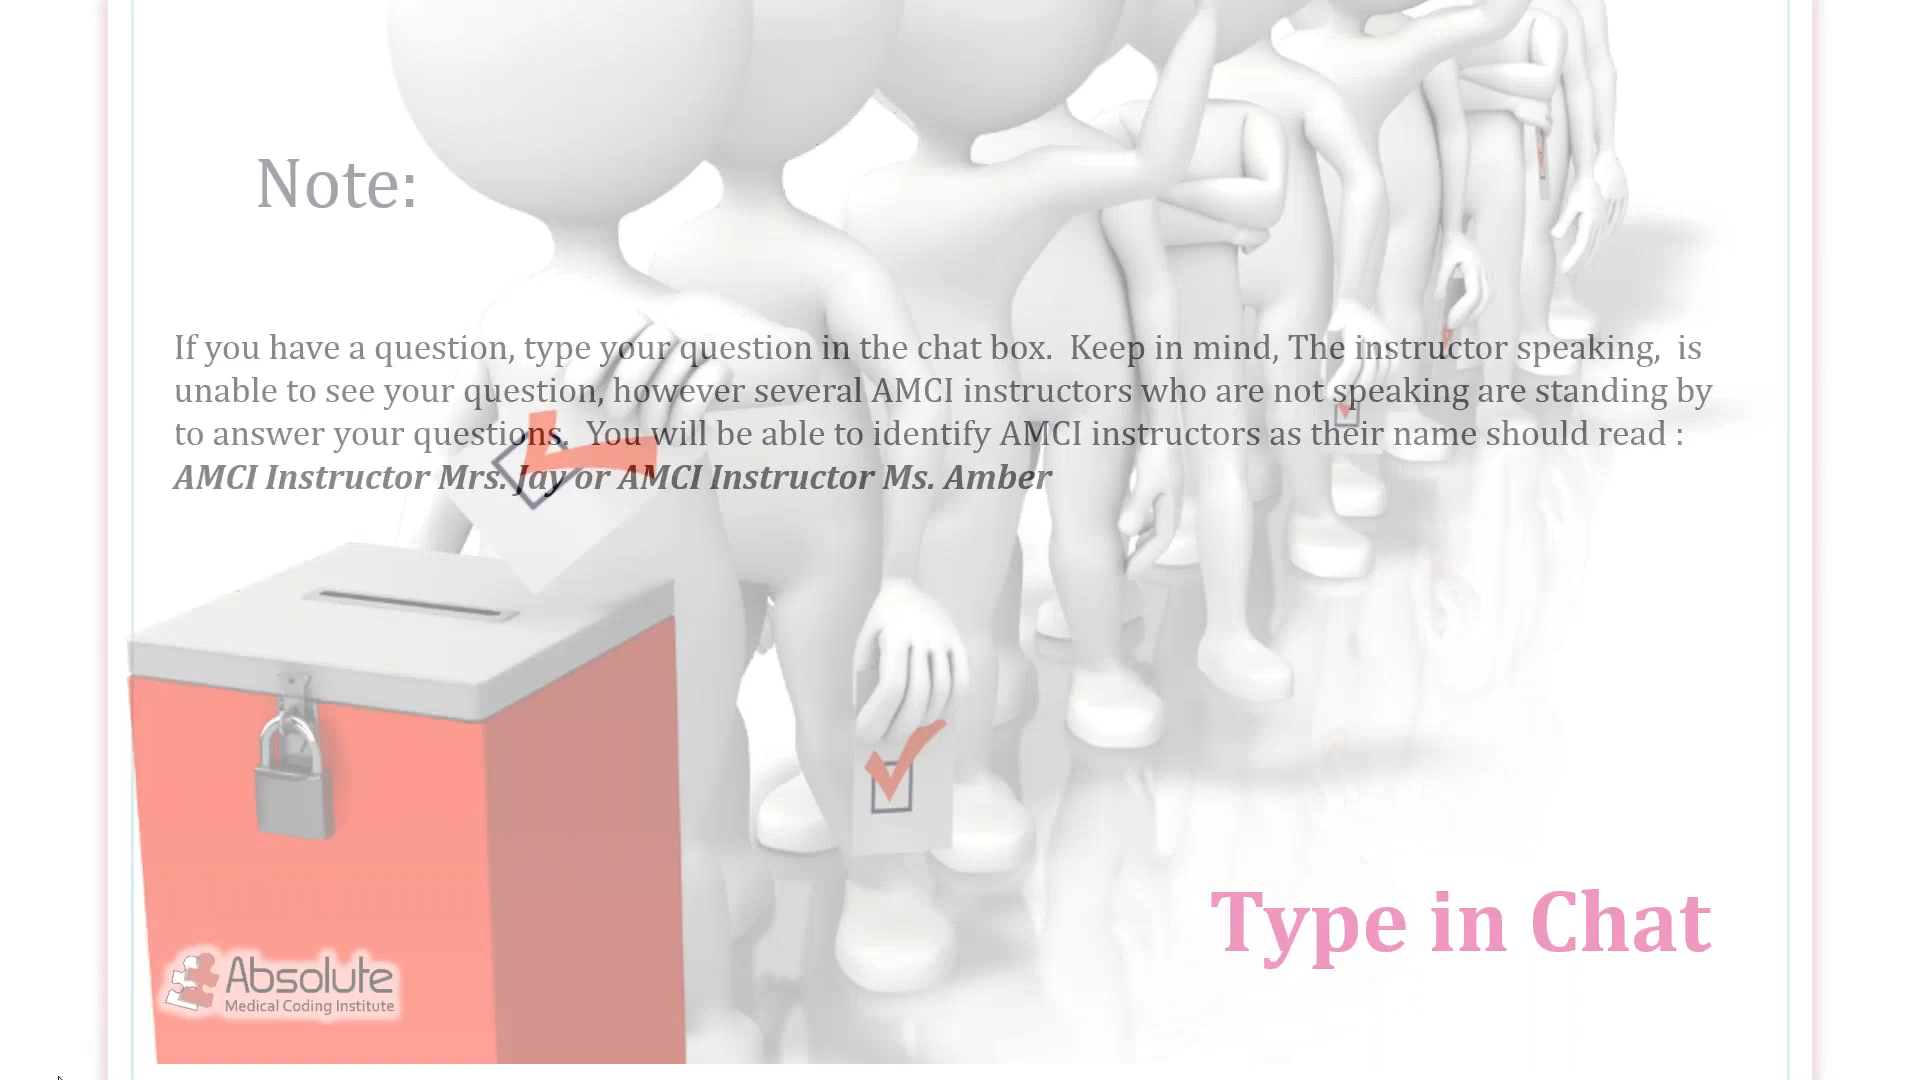 Note:
If you have a question, type your question in the chat box.  Keep in mind, The instructor speaking,  is
unable to see your question, however several AMCI instructors who are not speaking are standing by
to answer your questions.  You will be able to identify AMCI instructors as their name should read :
AMCI Instructor Mrs. Jay or AMCI Instructor Ms. Amber
Type in Chat
Absolute
Medical Coding Institute